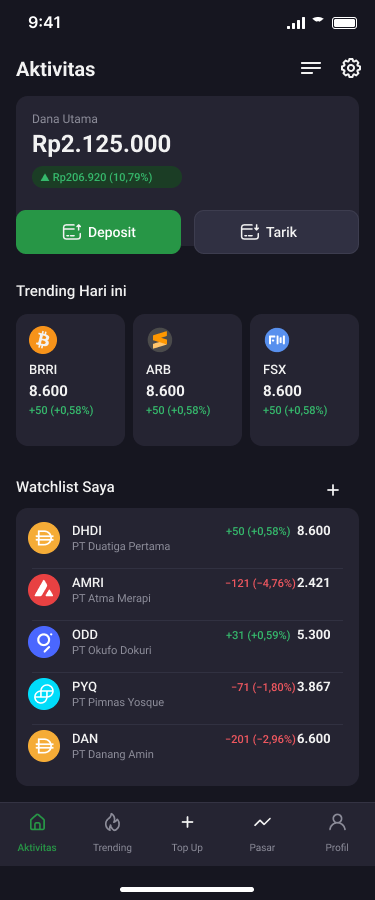 9:41
Aktivitas
Dana Utama
Rp2.125.000
▲ Rp206.920 (10,79%)
Deposit Tarik
Trending Hari ini
BRRI ARB FSX
8.600 8.600 8.600
+50 (+0,58%) +50 (+0,58%) +50 (+0,58%)
Watchlist Saya +
DHDI +50 (+0,58%) 8.600
PT Duatiga Pertama
AMRI −121 (−4,76%) 2.421
PT Atma Merapi
ODD +31 (+0,59%) 5.300
PT Okufo Dokuri
PYQ −71 (−1,80%) 3.867
PT Pimnas Yosque
DAN −201 (−2,96%) 6.600
PT Danang Amin
Aktivitas Trending Top Up Pasar Profil